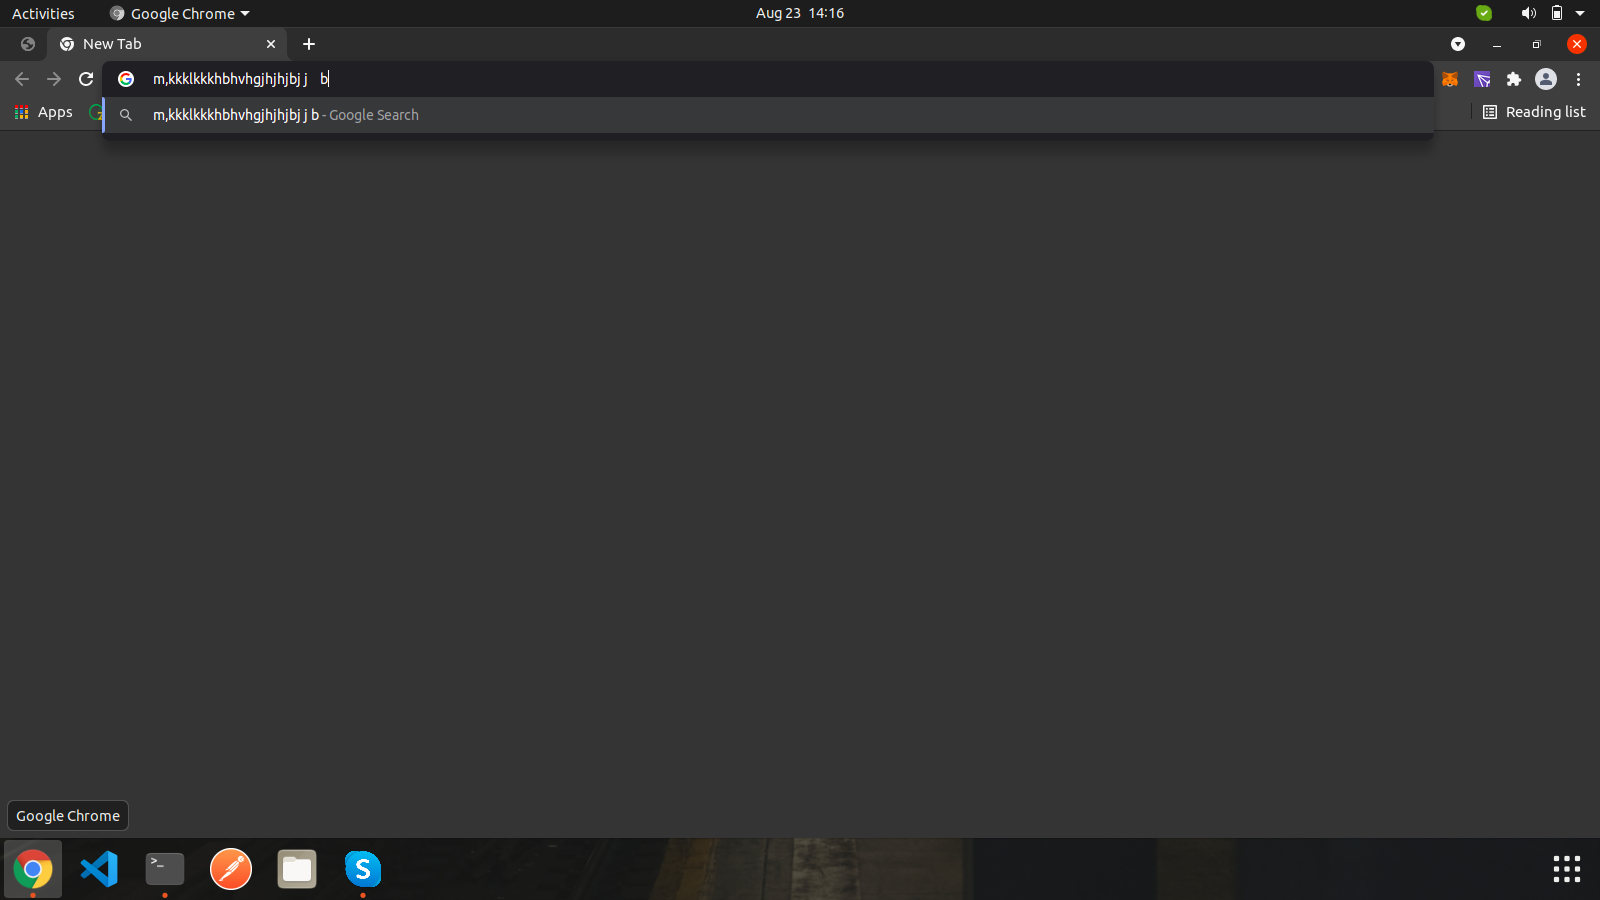 Activities Google Chrome Aug 23 14:16
New Tab
m,kkklkkkhbhvhgjhjhjbj j   b
m,kkklkkkhbhvhgjhjhjbj j b - Google Search
Apps Reading list
Google Chrome